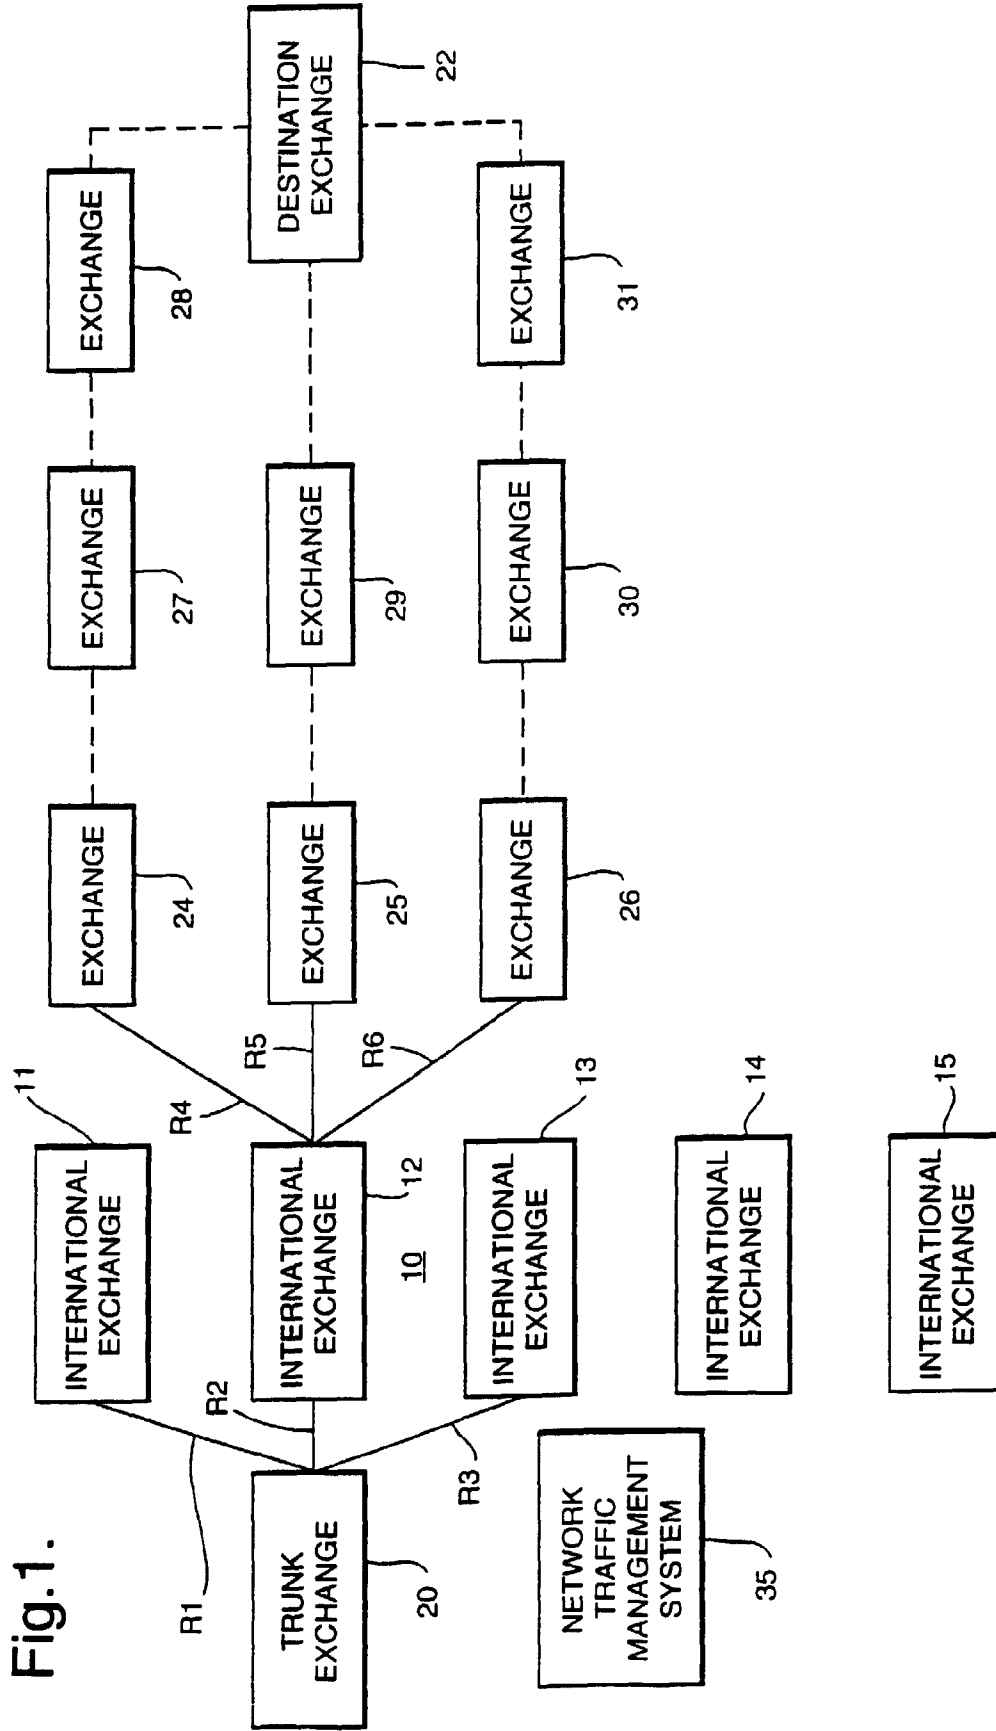 Fig.1.
TRUNK
EXCHANGE
20
R1
R2
R3
NETWORK
TRAFFIC
MANAGEMENT
SYSTEM
35
INTERNATIONAL
EXCHANGE
11
INTERNATIONAL
EXCHANGE
12
10
INTERNATIONAL
EXCHANGE
13
INTERNATIONAL
EXCHANGE
14
INTERNATIONAL
EXCHANGE
15
R4
R5
R6
EXCHANGE
24
EXCHANGE
25
EXCHANGE
26
EXCHANGE
27
EXCHANGE
29
EXCHANGE
30
EXCHANGE
28
EXCHANGE
31
DESTINATION
EXCHANGE
22